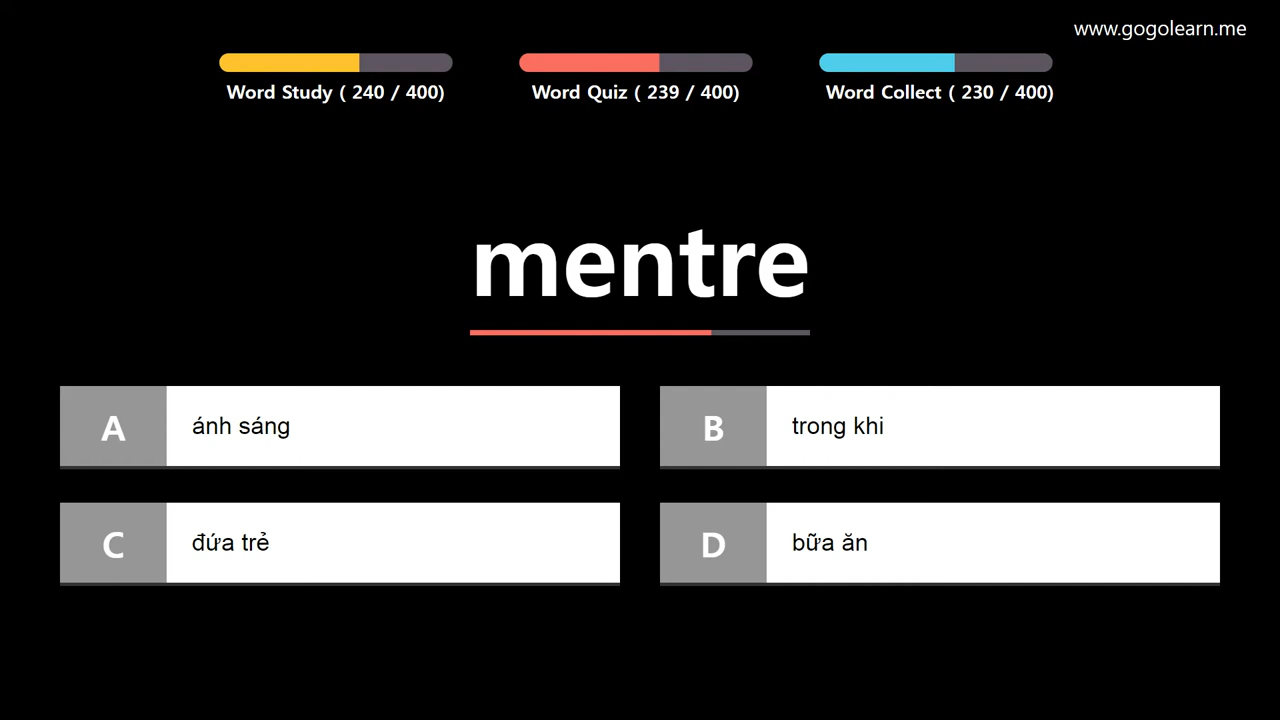 www.gogolearn.me
Word Study ( 240 / 400)
Word Quiz ( 239 / 400)
Word Collect ( 230 / 400)
mentre
A
ánh sáng
B
trong khi
C
đứa trẻ
D
bữa ăn